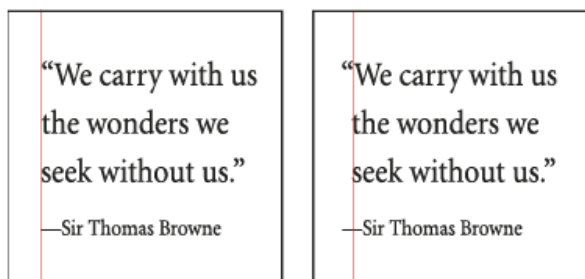 “We carry with us
the wonders we
seek without us.”
—Sir Thomas Browne
“We carry with us
the wonders we
seek without us.”
—Sir Thomas Browne